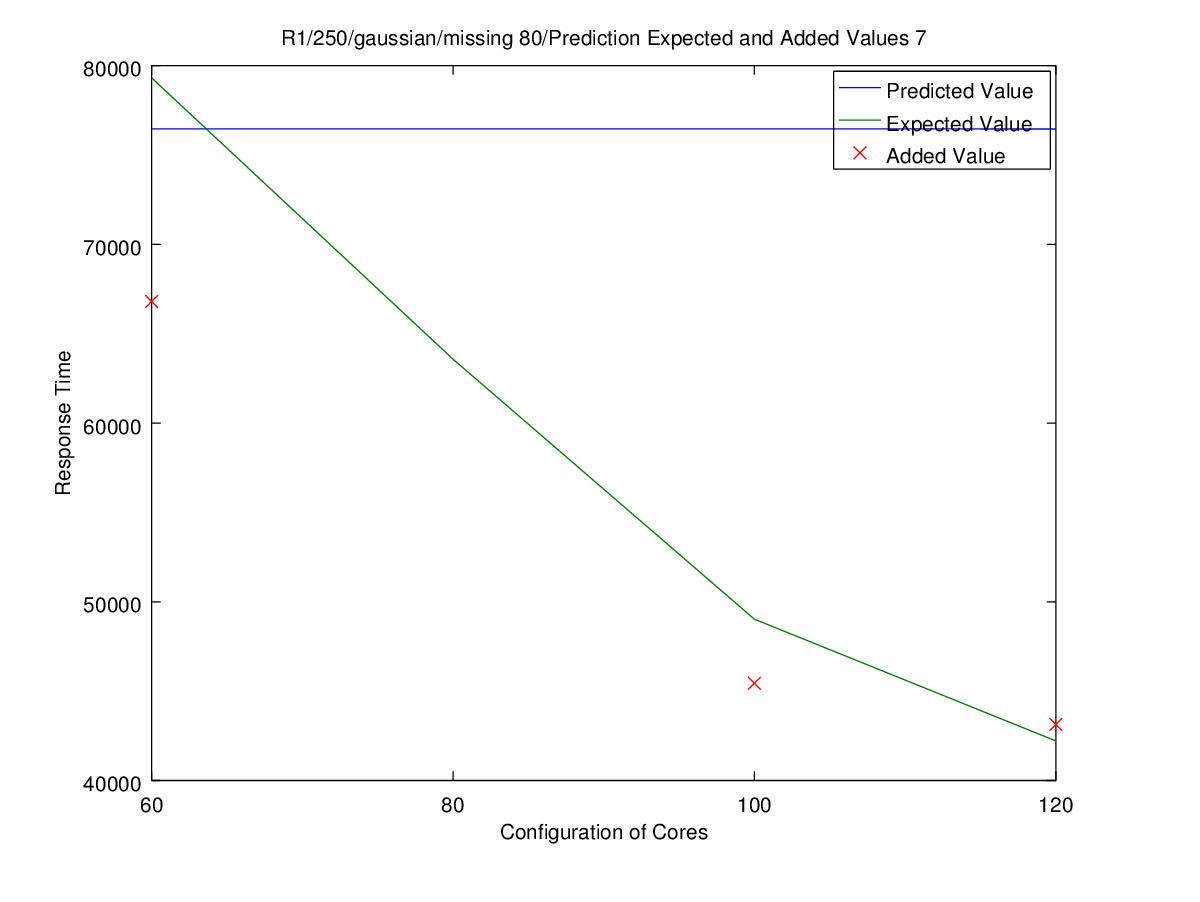 R1/250/gaussian/missing 80/Prediction Expected and Added Values 7
80000
70000
60000
50000
40000
Response Time
Predicted Value
Expected Value
Added Value
60 80 100 120
Configuration of Cores